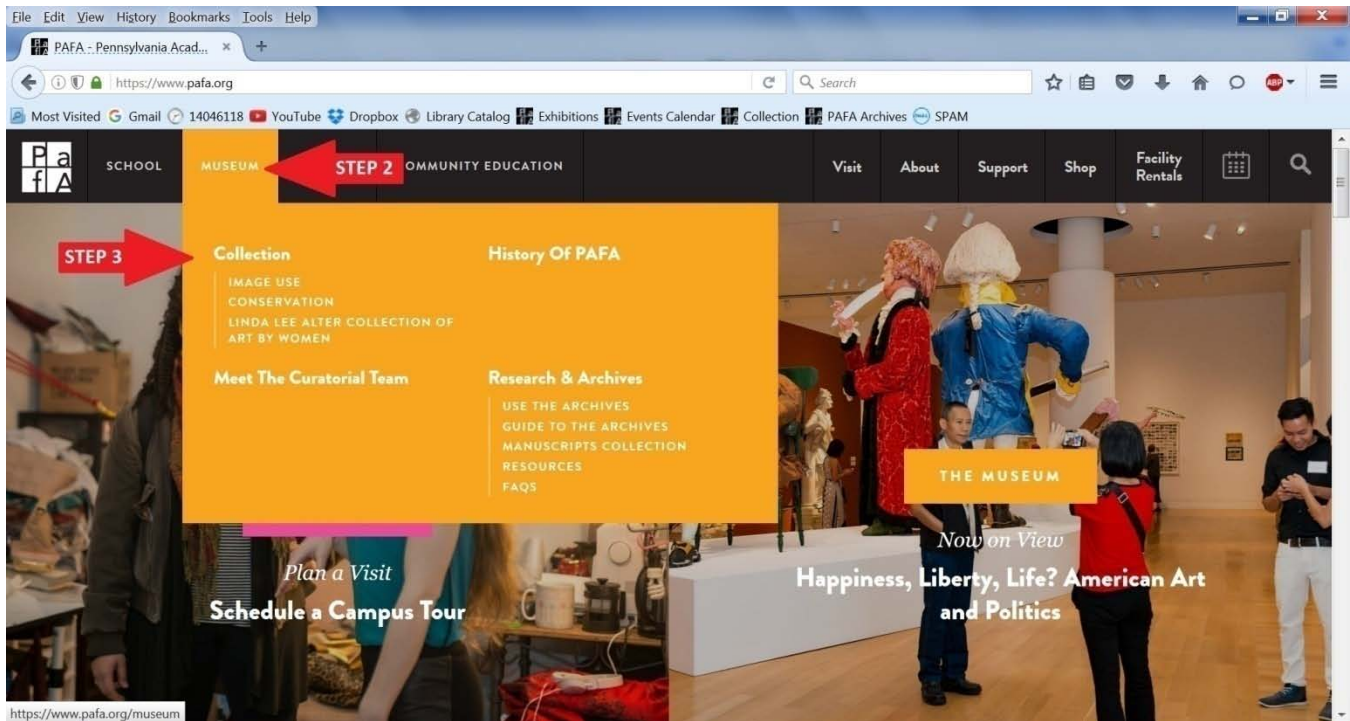 File Edit View History Bookmarks Tools Help
PAFA - Pennsylvania Acad... × +
https://www.pafa.org
Search
ABP
Most Visited Gmail 14046118 YouTube Dropbox Library Catalog Exhibitions Events Calendar Collection PAFA Archives SPAM
Pa
fA
SCHOOL MUSEUM STEP 2 OMMUNITY EDUCATION Visit About Support Shop Facility
Rentals
STEP 3
Collection
IMAGE USE
CONSERVATION
LINDA LEE ALTER COLLECTION OF
ART BY WOMEN
History Of PAFA
Meet The Curatorial Team
Research & Archives
USE THE ARCHIVES
GUIDE TO THE ARCHIVES
MANUSCRIPTS COLLECTION
RESOURCES
FAQS
Plan a Visit
Schedule a Campus Tour
THE MUSEUM
Now on View
Happiness, Liberty, Life? American Art
and Politics
https://www.pafa.org/museum